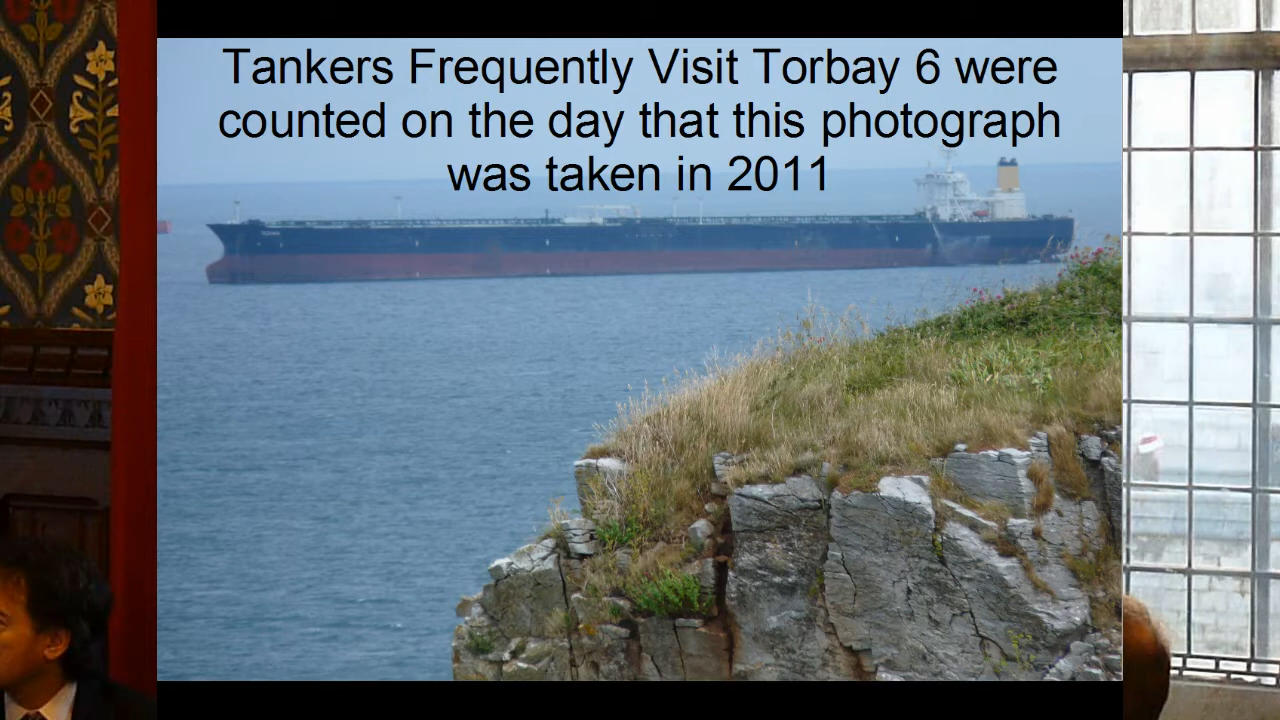 Tankers Frequently Visit Torbay 6 were
counted on the day that this photograph
was taken in 2011